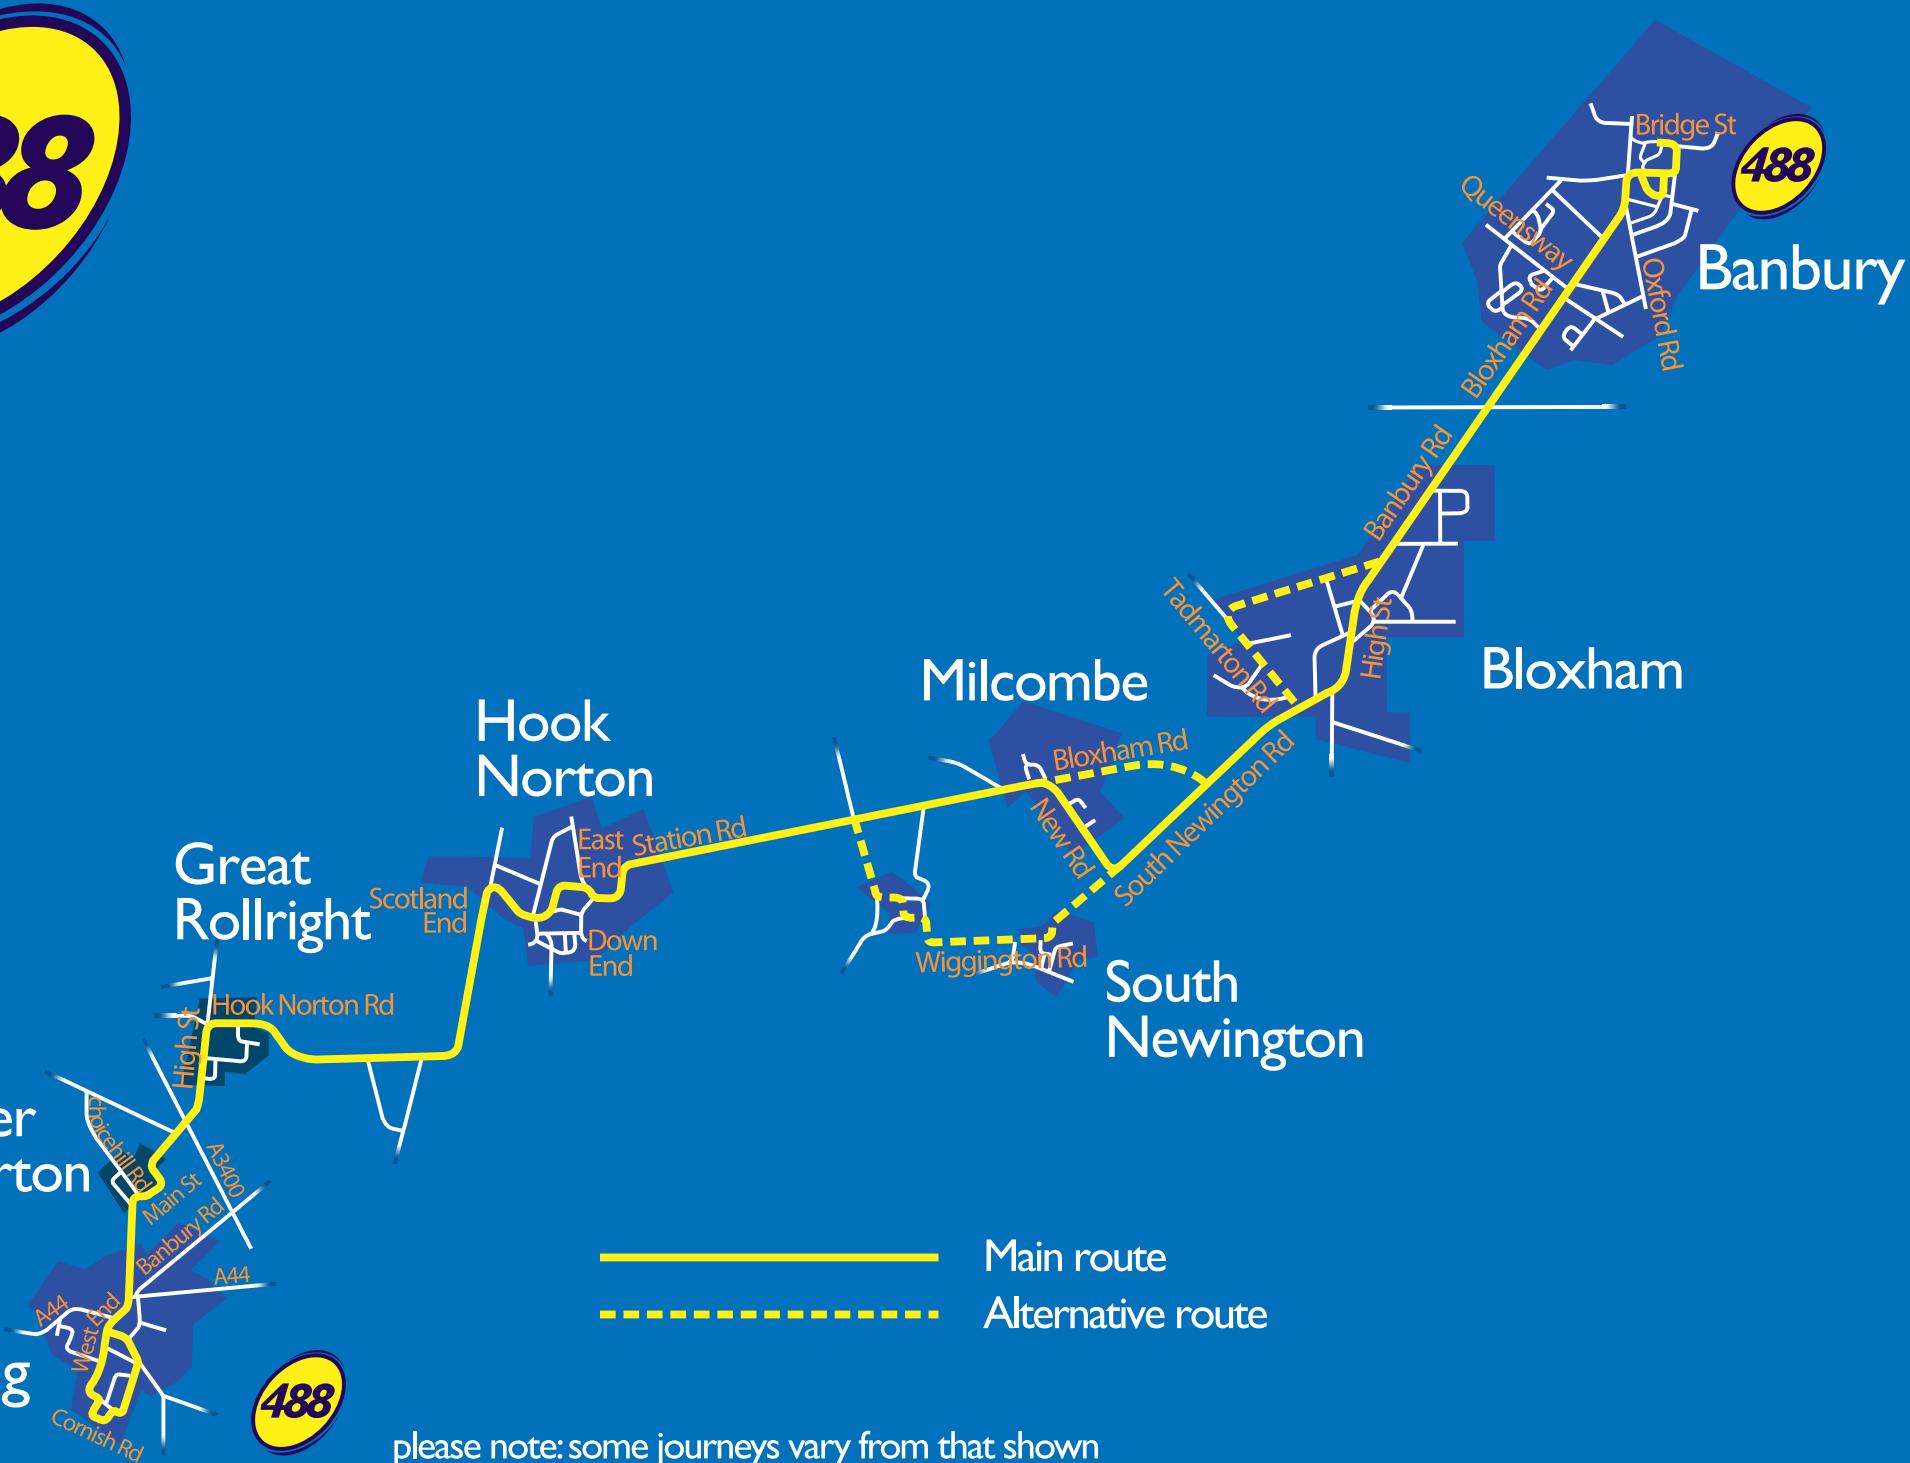 88
Bridge St
488
Queensway
Oxford Rd
Banbury
Bloxham Rd
Banbury Rd
Tadmarton Rd
High St
Bloxham
Milcombe
Bloxham Rd
New Rd
South Newington Rd
Hook
Norton
East
End
Station Rd
Scotland
End
Down
End
Great
Rollright
Wiggington Rd
South
Newington
Hook Norton Rd
High St
er
rton
Choicehill Rd
Main St
A3400
Banbury Rd
A44
A44
West End
g
Cornish Rd
488
Main route
Alternative route
please note: some journeys vary from that shown